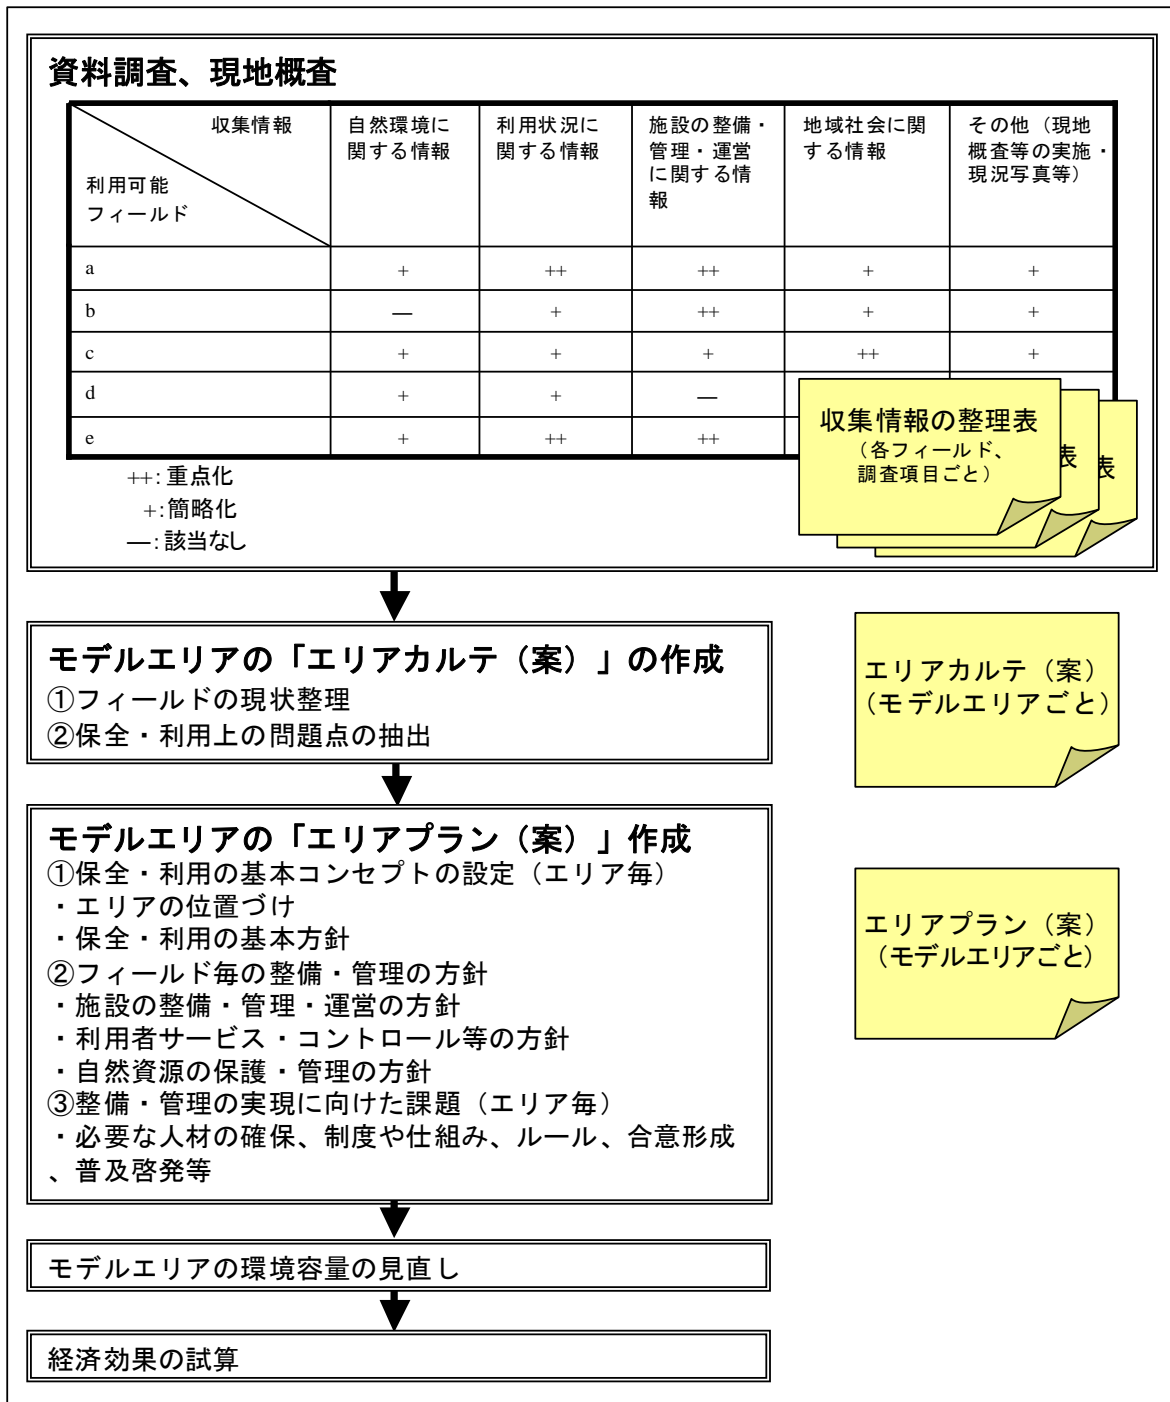 資料調査、現地概査
収集情報
利用可能
フィールド
自然環境に
関する情報
利用状況に
関する情報
施設の整備・
管理・運営
に関する情
報
地域社会に関
する情報
その他（現地
概査等の実施・
現況写真等）
a + ++ ++ + +
b — + ++ + +
c + + + ++ +
d + + —
e + ++ ++
++：重点化
+：簡略化
—：該当なし
収集情報の整理表
（各フィールド、
調査項目ごと）
表
表
モデルエリアの「エリアカルテ（案）」の作成
①フィールドの現状整理
②保全・利用上の問題点の抽出
エリアカルテ（案）
（モデルエリアごと）
モデルエリアの「エリアプラン（案）」作成
①保全・利用の基本コンセプトの設定（エリア毎）
・エリアの位置づけ
・保全・利用の基本方針
②フィールド毎の整備・管理の方針
・施設の整備・管理・運営の方針
・利用者サービス・コントロール等の方針
・自然資源の保護・管理の方針
③整備・管理の実現に向けた課題（エリア毎）
・必要な人材の確保、制度や仕組み、ルール、合意形成
、普及啓発等
エリアプラン（案）
（モデルエリアごと）
モデルエリアの環境容量の見直し
経済効果の試算